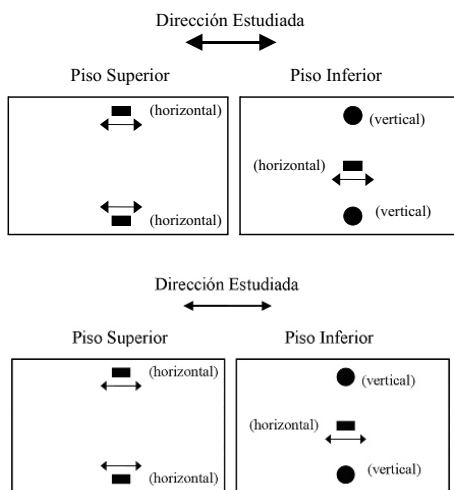 Dirección Estudiada
Piso Superior Piso Inferior
(horizontal) (vertical)
(horizontal)
(horizontal) (vertical)
Dirección Estudiada
Piso Superior Piso Inferior
(horizontal) (vertical)
(horizontal)
(horizontal) (vertical)